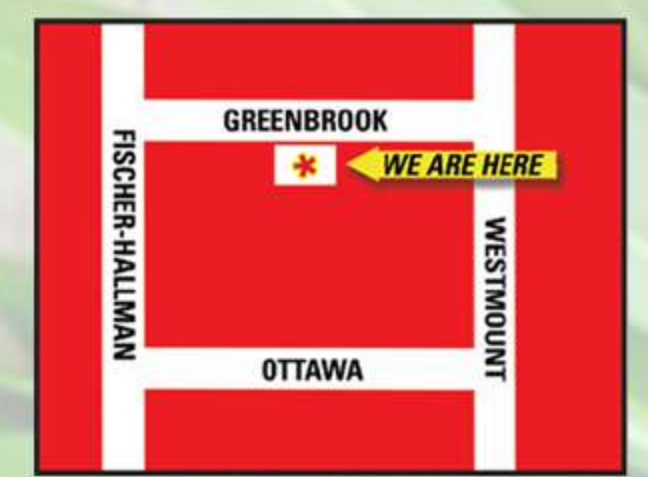 GREENBROOK
FISCHER-HALLMAN
WE ARE HERE
WESTMOUNT
OTTAWA